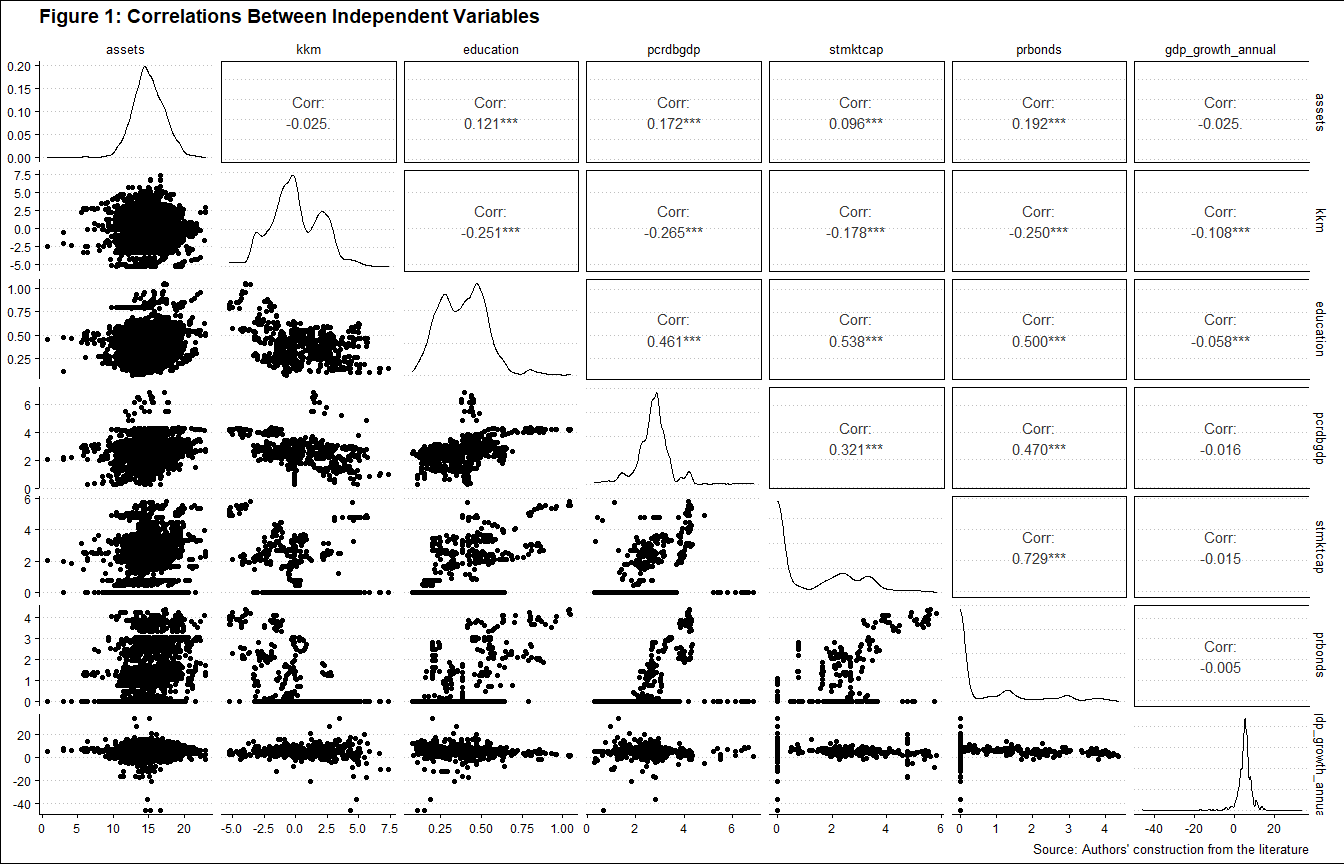 Figure 1: Correlations Between Independent Variables
assets kkm education pcrdbgdp stmktcap prbonds gdp_growth_annual
0.20
0.15
0.10
0.05
0.00
Corr:
-0.025.
Corr:
0.121***
Corr:
0.172***
Corr:
0.096***
Corr:
0.192***
Corr:
-0.025.
assets
7.5
5.0
2.5
0.0
-2.5
-5.0
Corr:
-0.251***
Corr:
-0.265***
Corr:
-0.178***
Corr:
-0.250***
Corr:
-0.108***
kkm
1.00
0.75
0.50
0.25
Corr:
0.461***
Corr:
0.538***
Corr:
0.500***
Corr:
-0.058***
education
6
4
2
0
Corr:
0.321***
Corr:
0.470***
Corr:
-0.016
pcrdbgdp
6
4
2
0
Corr:
0.729***
Corr:
-0.015
stmktcap
4
3
2
1
0
Corr:
-0.005
prbonds
20
0
-20
-40
dp_growth_annua
0 5 10 15 20
-5.0 -2.5 0.0 2.5 5.0 7.5
0.25 0.50 0.75 1.00
0 2 4 6
0 2 4 6
0 1 2 3 4
-40 -20 0 20
Source: Authors' construction from the literature